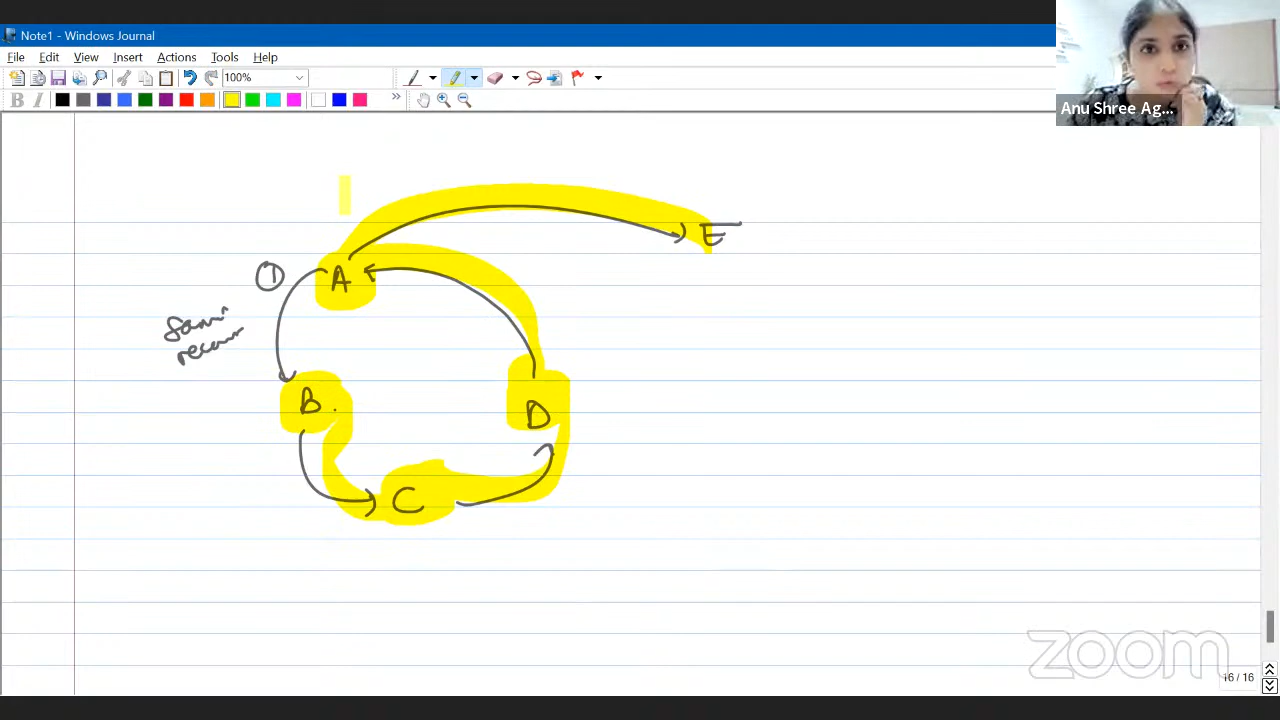 Note1 - Windows Journal
File Edit View Insert Actions Tools Help
100%
B I
Anu Shree Ag...
E
① A
B
D
C
zoom
16 / 16